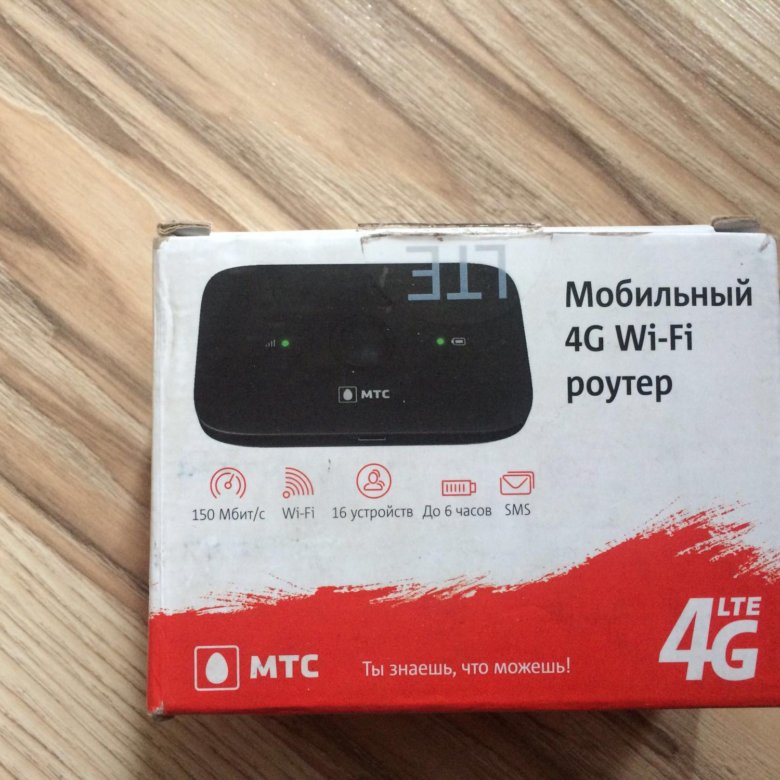 LTE
Мобильный
4G Wi-Fi
роутер
МТС
150 Мбит/с
Wi-Fi
16 устройств
До 6 часов
SMS
МТС
Ты знаешь, что можешь!
4G LTE